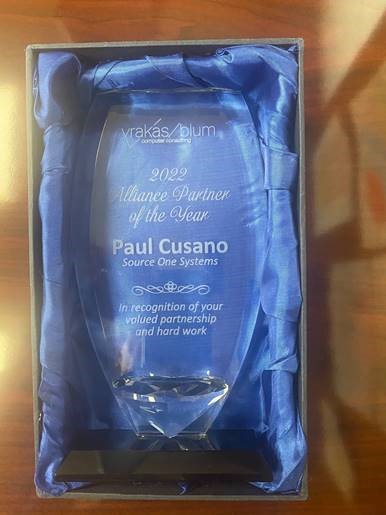 vrakas/blum
computer consulting
2022
Alliance Partner
of the Year
Paul Cusano
Source One Systems
In recognition of your
valued partnership
and hard work